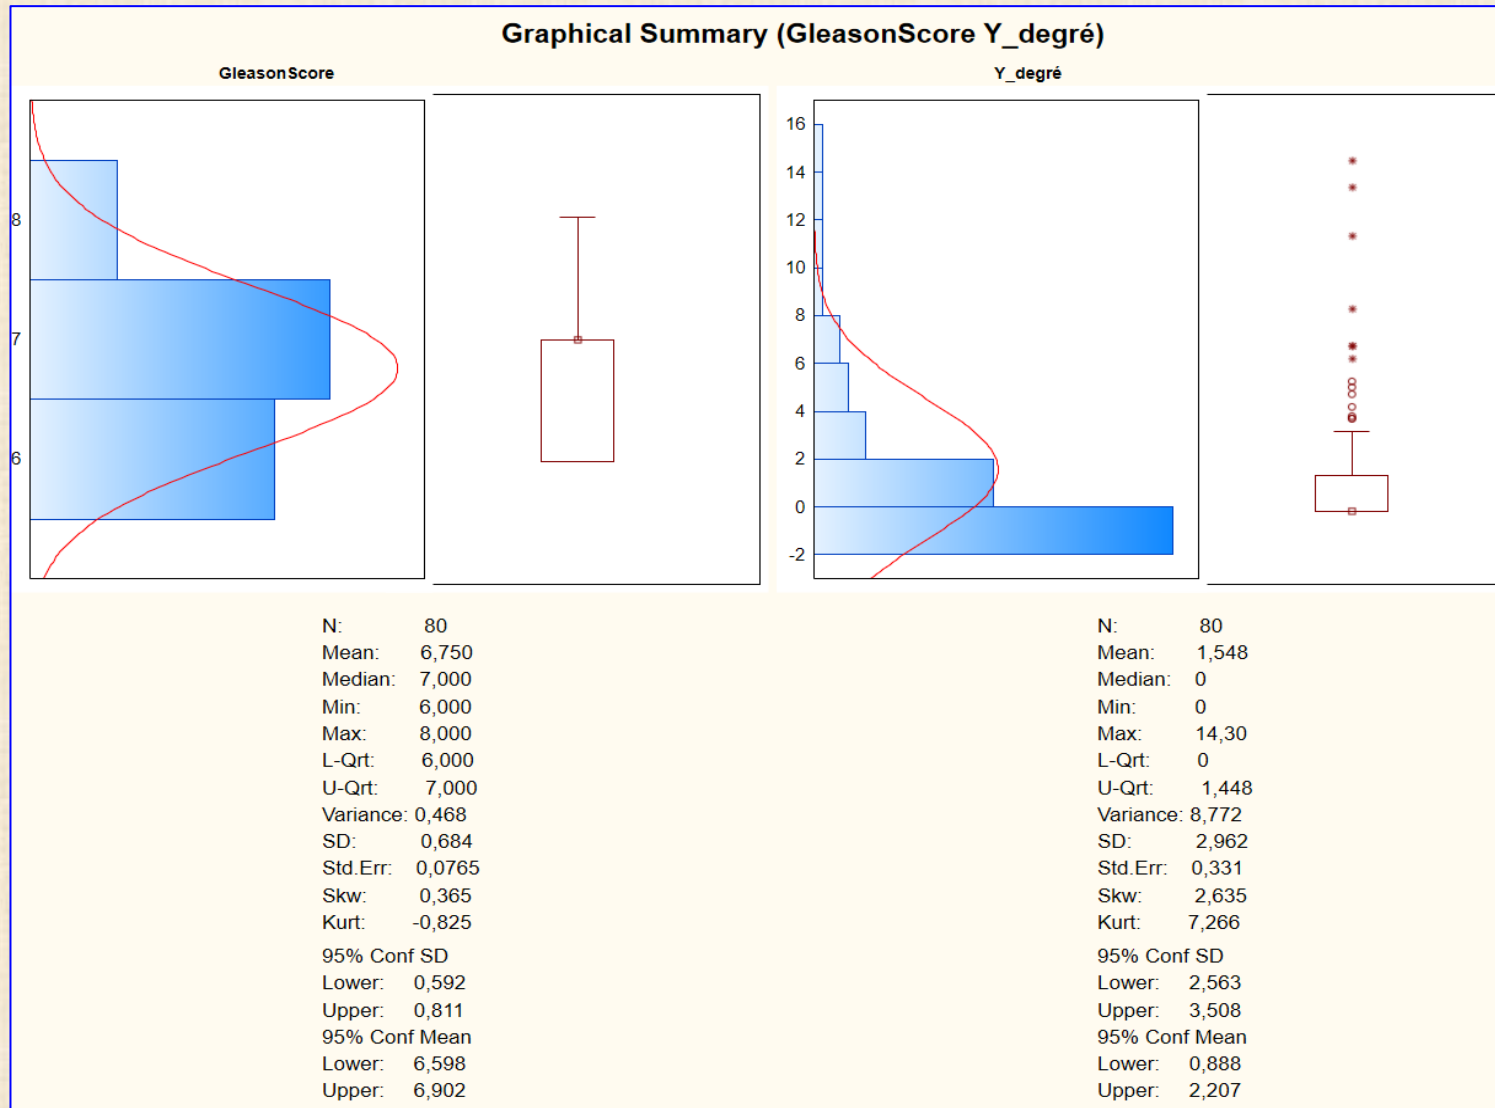 Graphical Summary (GleasonScore Y_degré)
GleasonScore
8
7
6
Y_degré
16
14
12
10
8
6
4
2
0
-2
N: 80
Mean: 6,750
Median: 7,000
Min: 6,000
Max: 8,000
L-Qrt: 6,000
U-Qrt: 7,000
Variance: 0,468
SD: 0,684
Std.Err: 0,0765
Skw: 0,365
Kurt: -0,825
95% Conf SD
Lower: 0,592
Upper: 0,811
95% Conf Mean
Lower: 6,598
Upper: 6,902
N: 80
Mean: 1,548
Median: 0
Min: 0
Max: 14,30
L-Qrt: 0
U-Qrt: 1,448
Variance: 8,772
SD: 2,962
Std.Err: 0,331
Skw: 2,635
Kurt: 7,266
95% Conf SD
Lower: 2,563
Upper: 3,508
95% Conf Mean
Lower: 0,888
Upper: 2,207